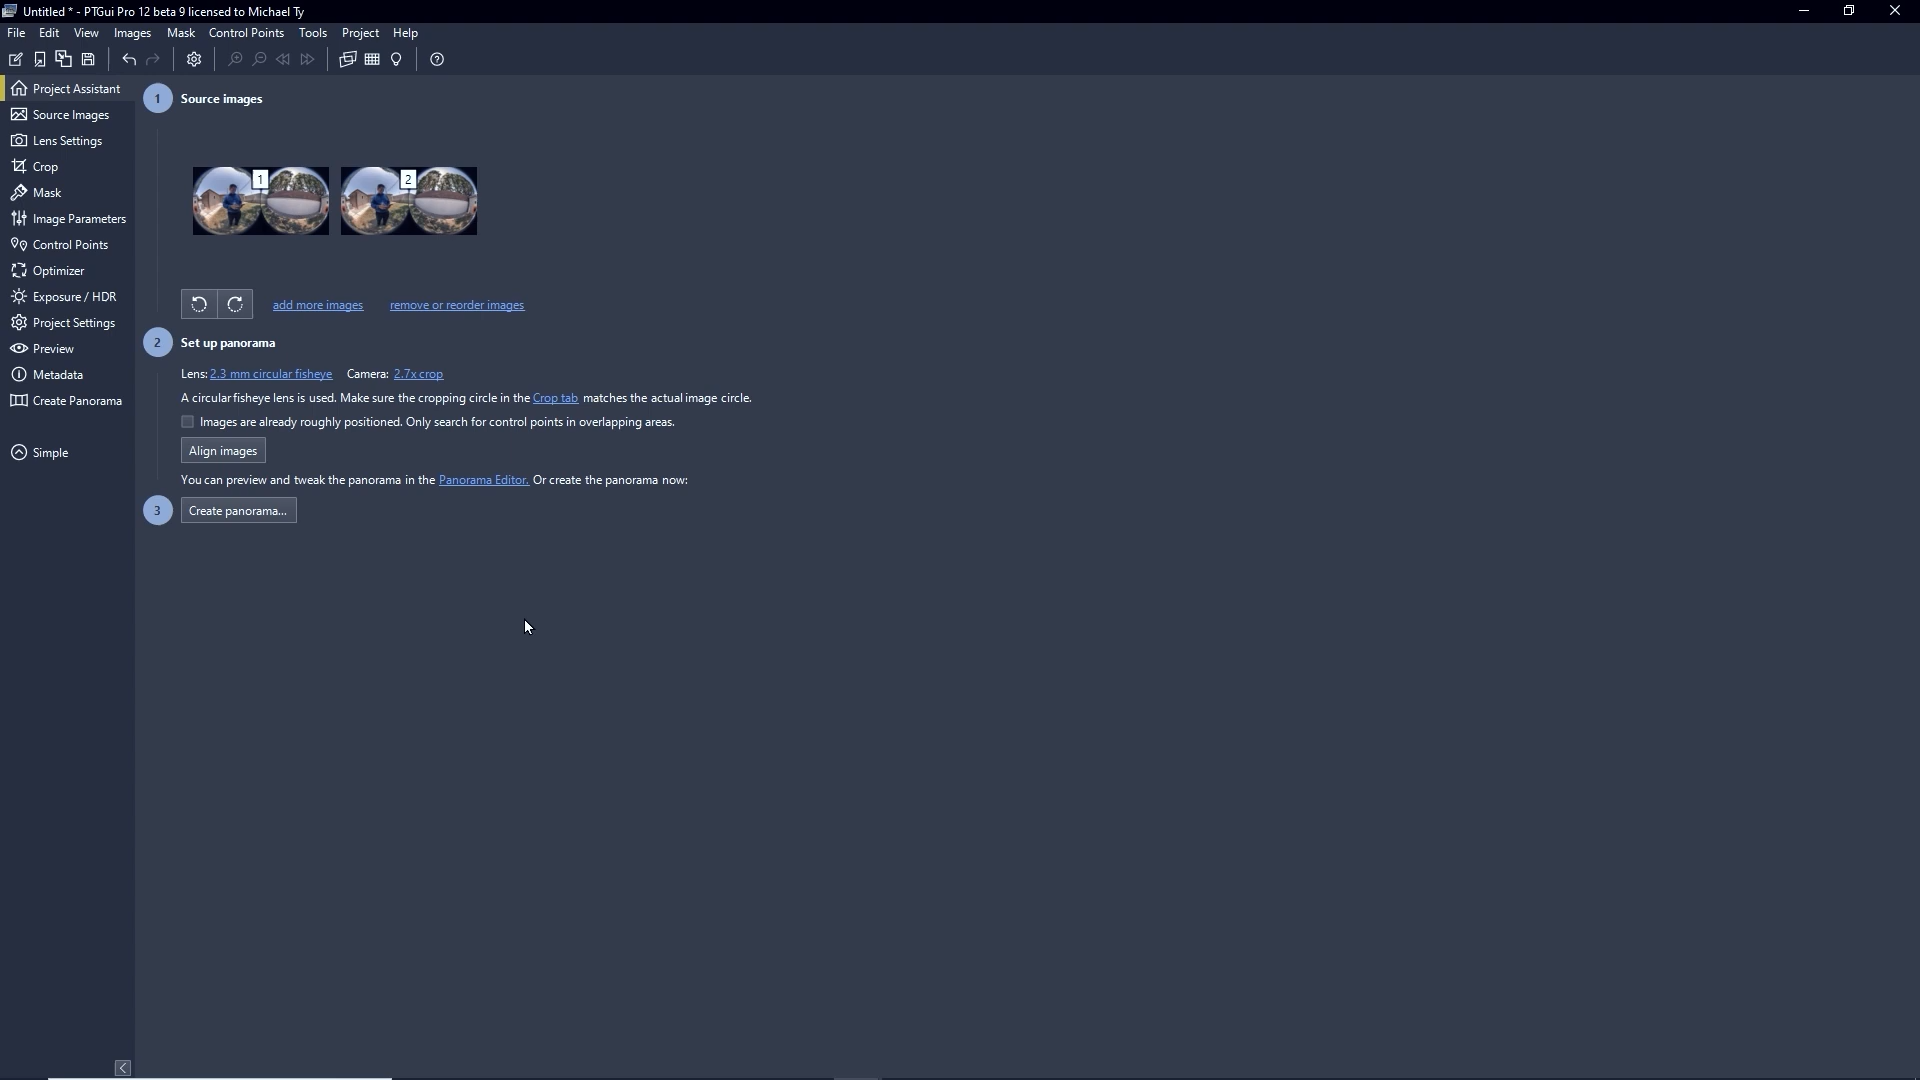 Untitled * - PTGui Pro 12 beta 9 licensed to Michael Ty
File Edit View Images Mask Control Points Tools Project Help
Project Assistant
Source Images
Lens Settings
Crop
Mask
Image Parameters
Control Points
Optimizer
Exposure / HDR
Project Settings
Preview
Metadata
Create Panorama
Simple
1 Source images
1 2
add more images remove or reorder images
2 Set up panorama
Lens: 2.3 mm circular fisheye Camera: 2.7x crop
A circular fisheye lens is used. Make sure the cropping circle in the Crop tab matches the actual image circle.
Images are already roughly positioned. Only search for control points in overlapping areas.
Align images
You can preview and tweak the panorama in the Panorama Editor. Or create the panorama now:
3 Create panorama...